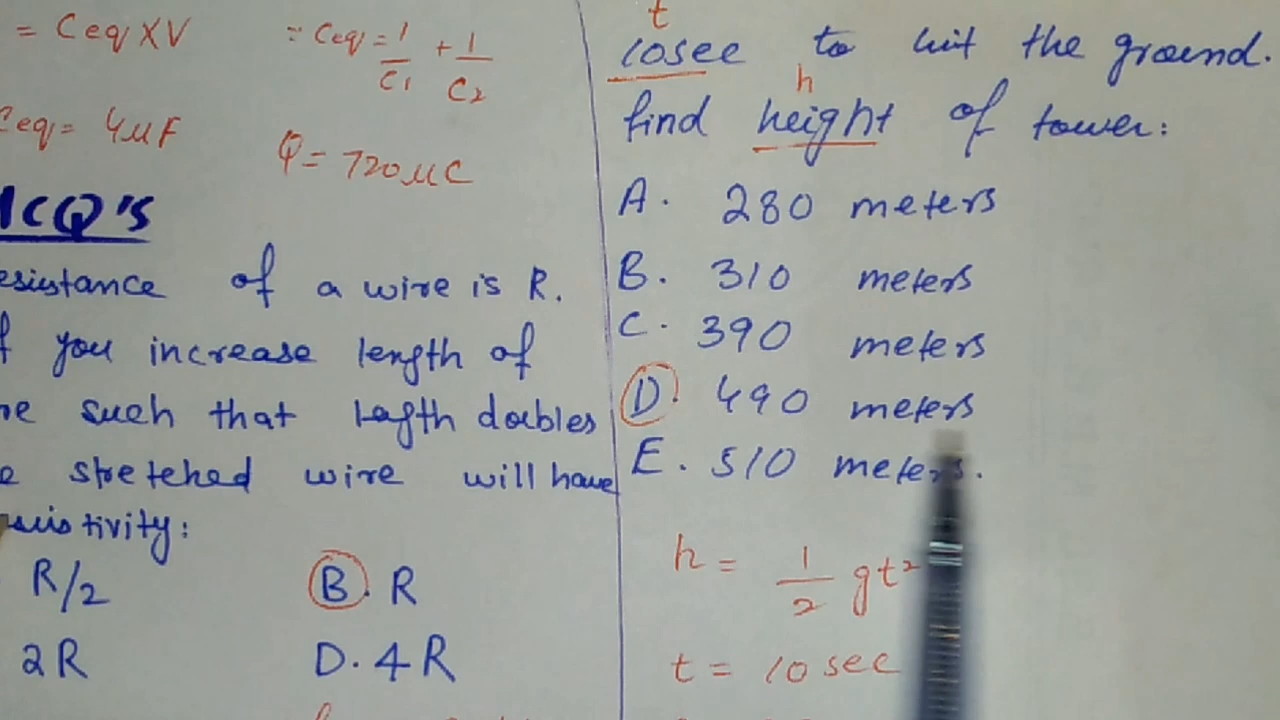 = Ceq XV
= Ceq = 1/C1 + 1/C2
Ceq = 4μF
Q = 720μC
MCQ's
esistance of a wire is R.
you increase length of
such that doubles
stretched wire will have
sistivity:
R/2
B. R
2R
D. 4R
t
10see to hit the ground.
h
find height of tower:
A. 280 meters
B. 310 meters
C. 390 meters
D. 490 meters
E. 510 meters.
h = 1/2 gt²
t = 10 sec